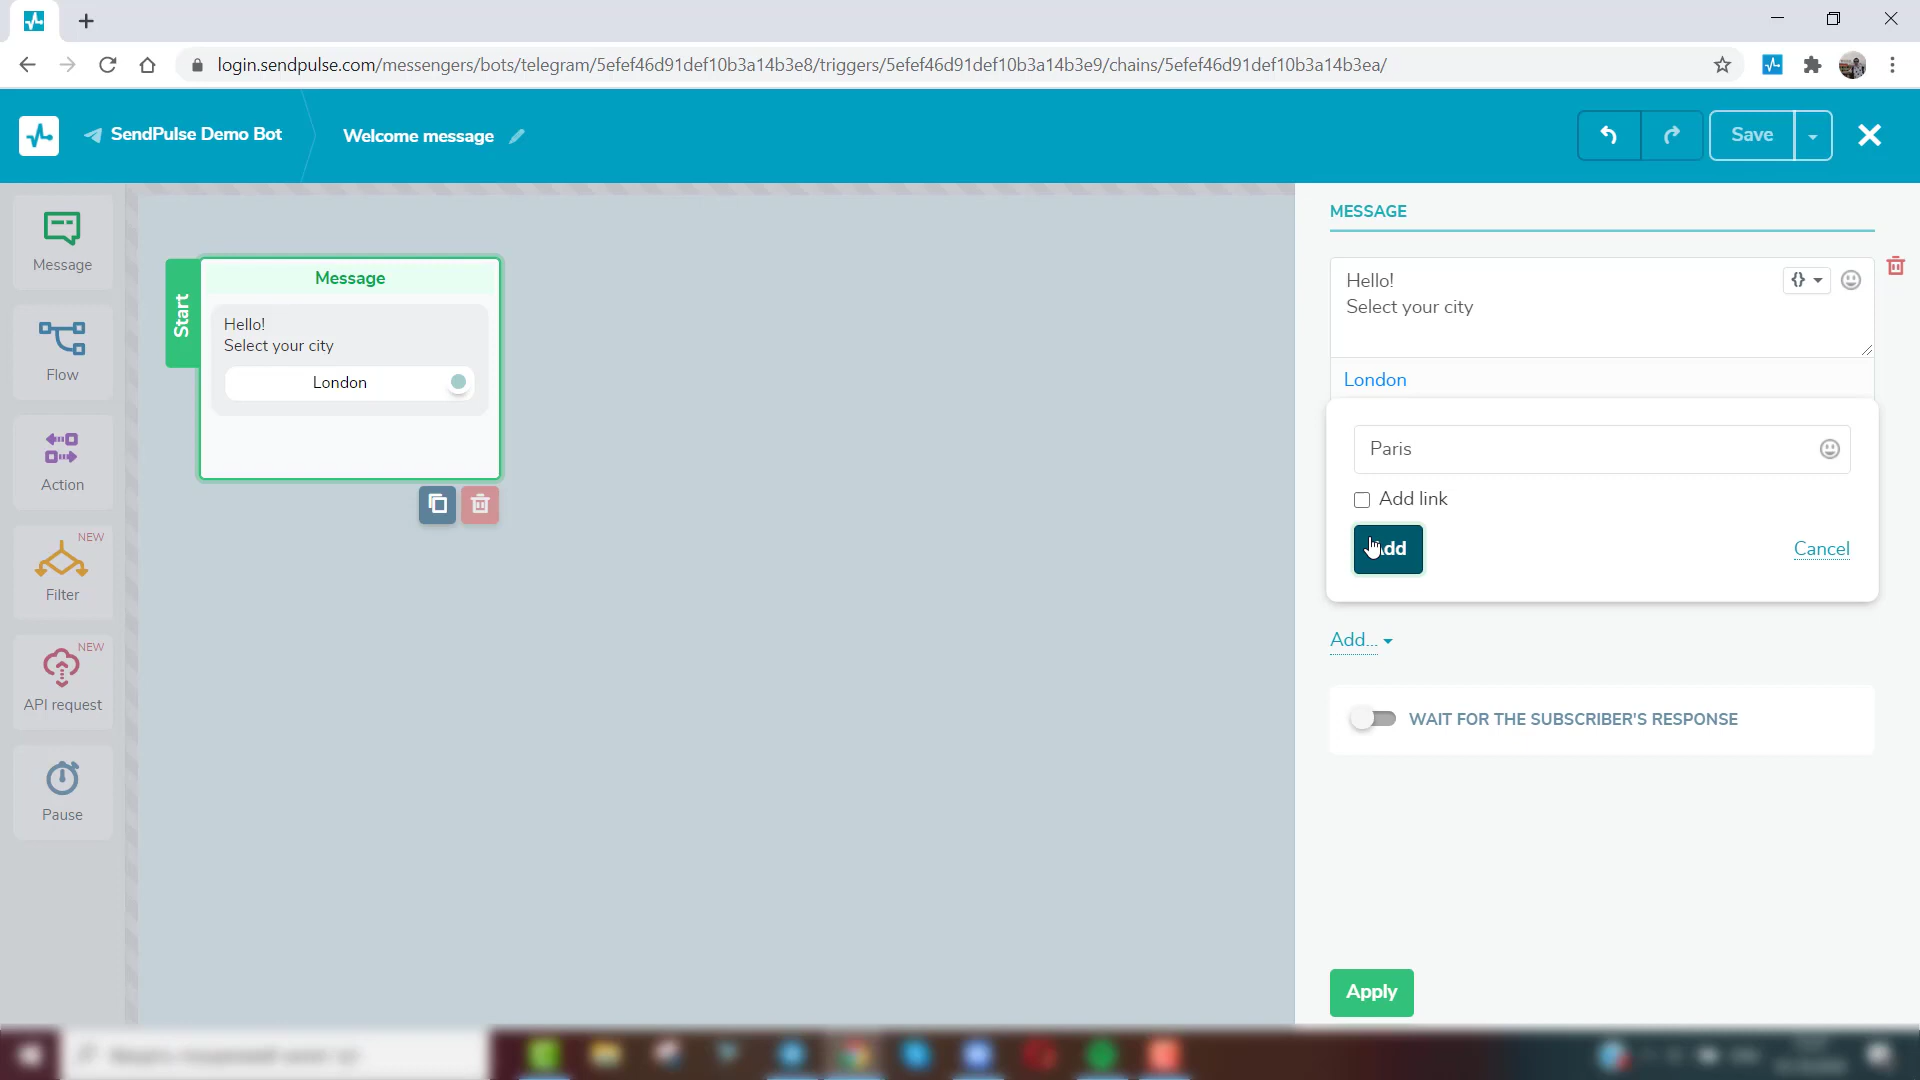 login.sendpulse.com/messengers/bots/telegram/5efef46d91def10b3a14b3e8/triggers/5efef46d91def10b3a14b3e9/chains/5efef46d91def10b3a14b3ea/
SendPulse Demo Bot
Welcome message
Save
Message
Flow
Action
NEW
Filter
NEW
API request
Pause
Start
Message
Hello!
Select your city
London
MESSAGE
Hello!
{}
Select your city
London
Paris
Add link
Cancel
Add...
WAIT FOR THE SUBSCRIBER'S RESPONSE
Apply